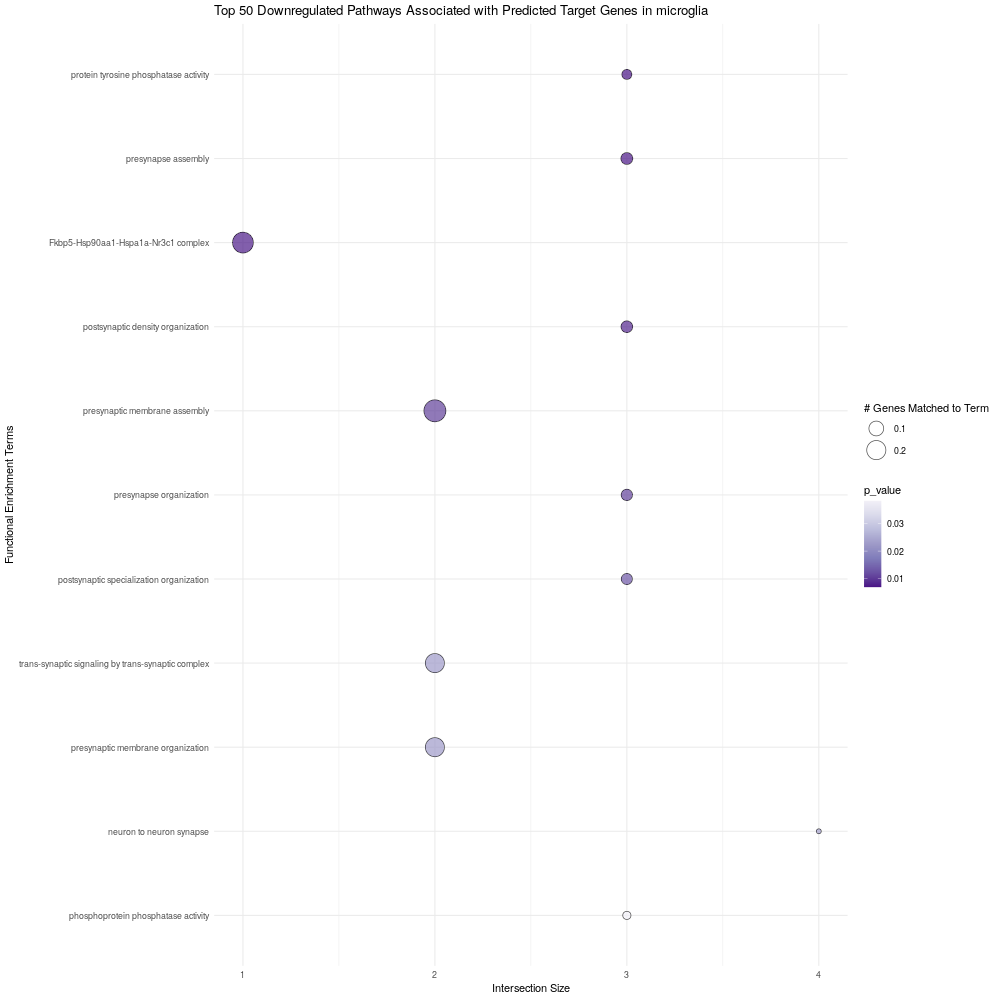 Top 50 Downregulated Pathways Associated with Predicted Target Genes in microglia
protein tyrosine phosphatase activity
presynapse assembly
Fkbp5-Hsp90aa1-Hspa1a-Nr3c1 complex
postsynaptic density organization
presynaptic membrane assembly
presynapse organization
postsynaptic specialization organization
trans-synaptic signaling by trans-synaptic complex
presynaptic membrane organization
neuron to neuron synapse
phosphoprotein phosphatase activity
Functional Enrichment Terms
1 2 3 4
Intersection Size
# Genes Matched to Term
0.1
0.2
p_value
0.03
0.02
0.01